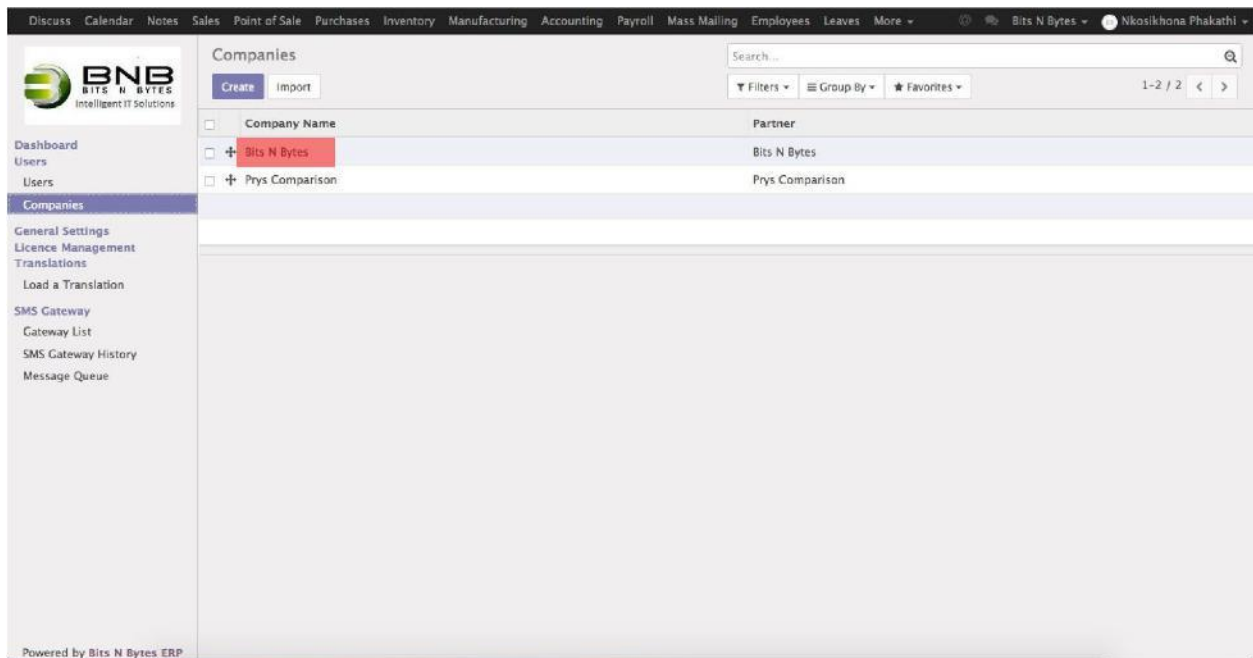 Discuss Calendar Notes Sales Point of Sale Purchases Inventory Manufacturing Accounting Payroll Mass Mailing Employees Leaves More Bits N Bytes Nkosikhona Phakathi
BNB
BITS N BYTES
Intelligent IT Solutions
Companies
Search...
Create Import
Filters Group By Favorites 1-2 / 2
Company Name Partner
Bits N Bytes Bits N Bytes
Prys Comparison Prys Comparison
Dashboard
Users
Users
Companies
General Settings
Licence Management
Translations
Load a Translation
SMS Gateway
Gateway List
SMS Gateway History
Message Queue
Powered by Bits N Bytes ERP